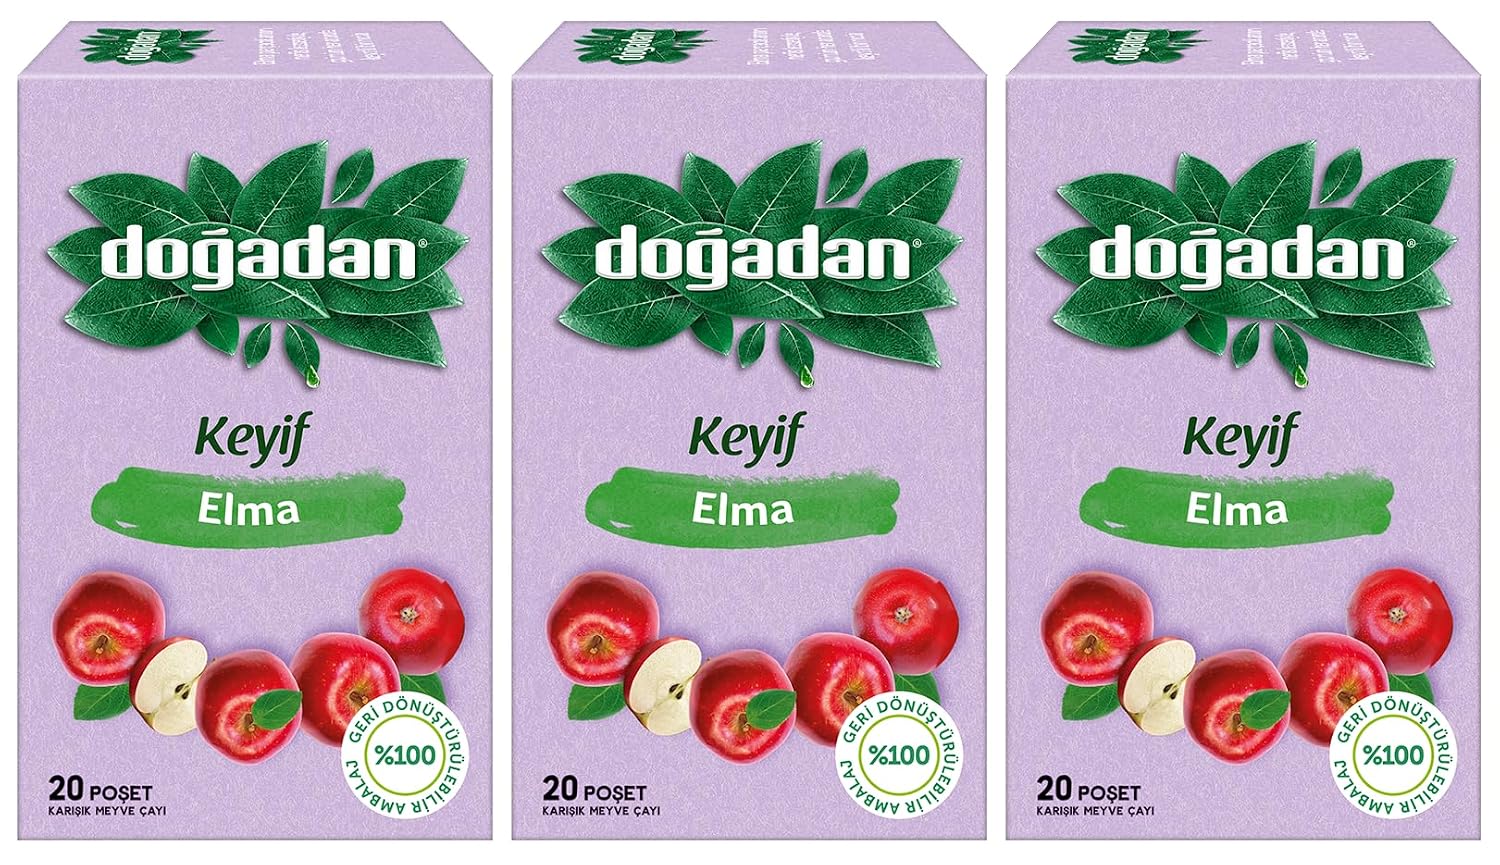 doğadan®
Keyif
Elma
GERİ DÖNÜŞTÜRÜLEBİLİR AMBALAJ
%100
20 POŞET
KARIŞIK MEYVE ÇAYI
doğadan®
Keyif
Elma
GERİ DÖNÜŞTÜRÜLEBİLİR AMBALAJ
%100
20 POŞET
KARIŞIK MEYVE ÇAYI
doğadan®
Keyif
Elma
GERİ DÖNÜŞTÜRÜLEBİLİR AMBALAJ
%100
20 POŞET
KARIŞIK MEYVE ÇAYI